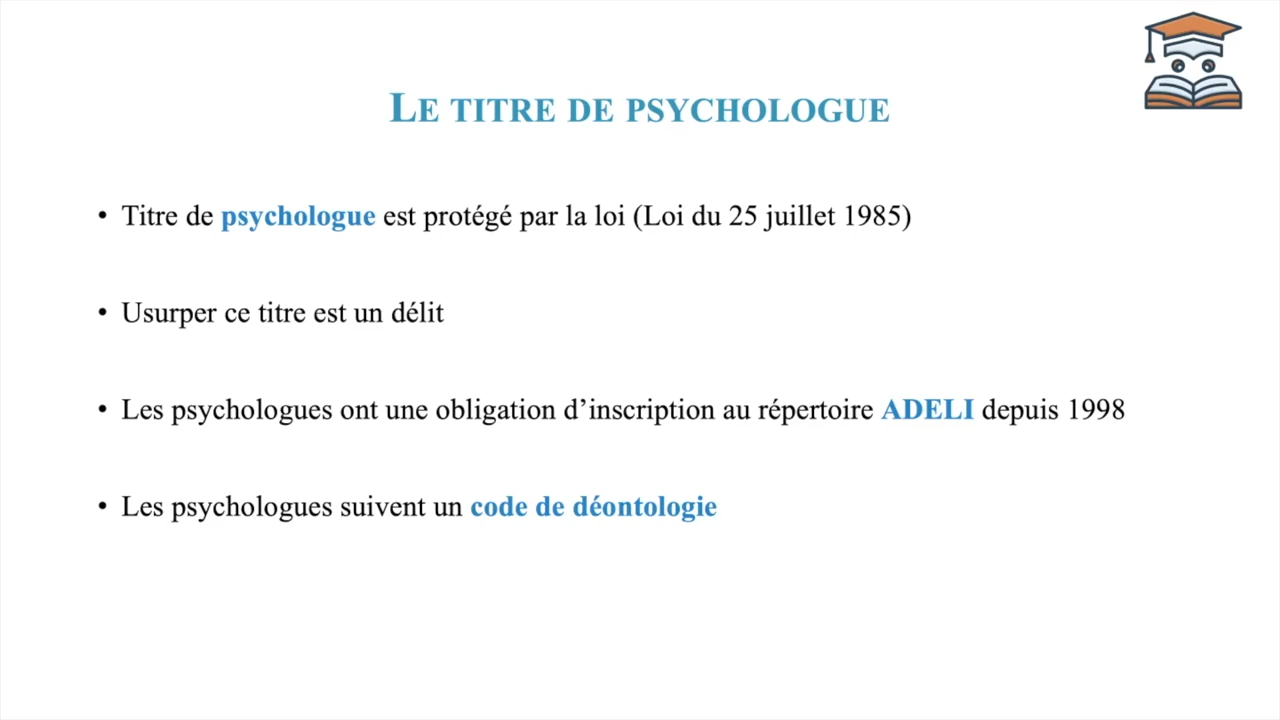 LE TITRE DE PSYCHOLOGUE
• Titre de psychologue est protégé par la loi (Loi du 25 juillet 1985)
• Usurper ce titre est un délit
• Les psychologues ont une obligation d’inscription au répertoire ADELI depuis 1998
• Les psychologues suivent un code de déontologie